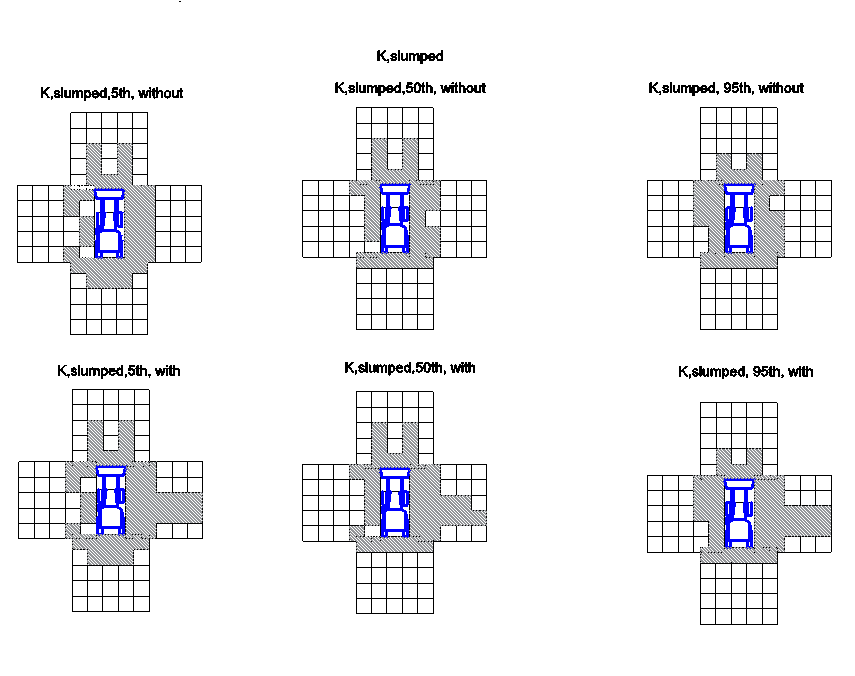 K,slumped
K,slumped,5th, without
K,slumped,50th, without
K,slumped, 95th, without
K,slumped,5th, with
K,slumped,50th, with
K,slumped, 95th, with